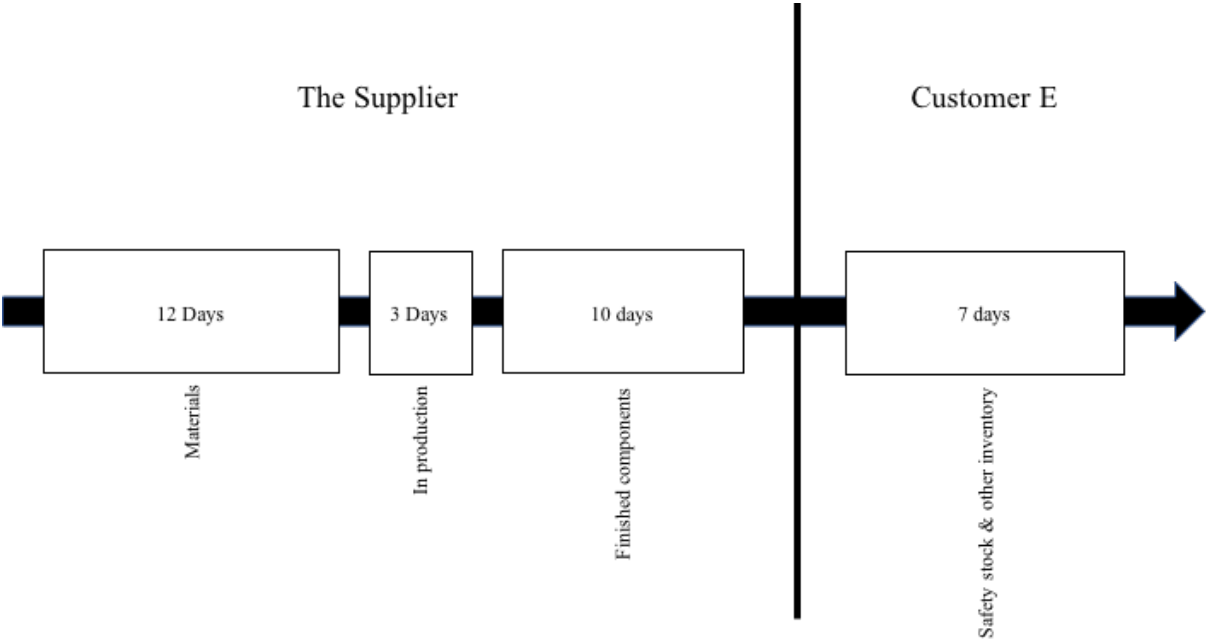 The Supplier
Customer E
12 Days
3 Days
10 days
7 days
Materials
In production
Finished components
Safety stock & other inventory